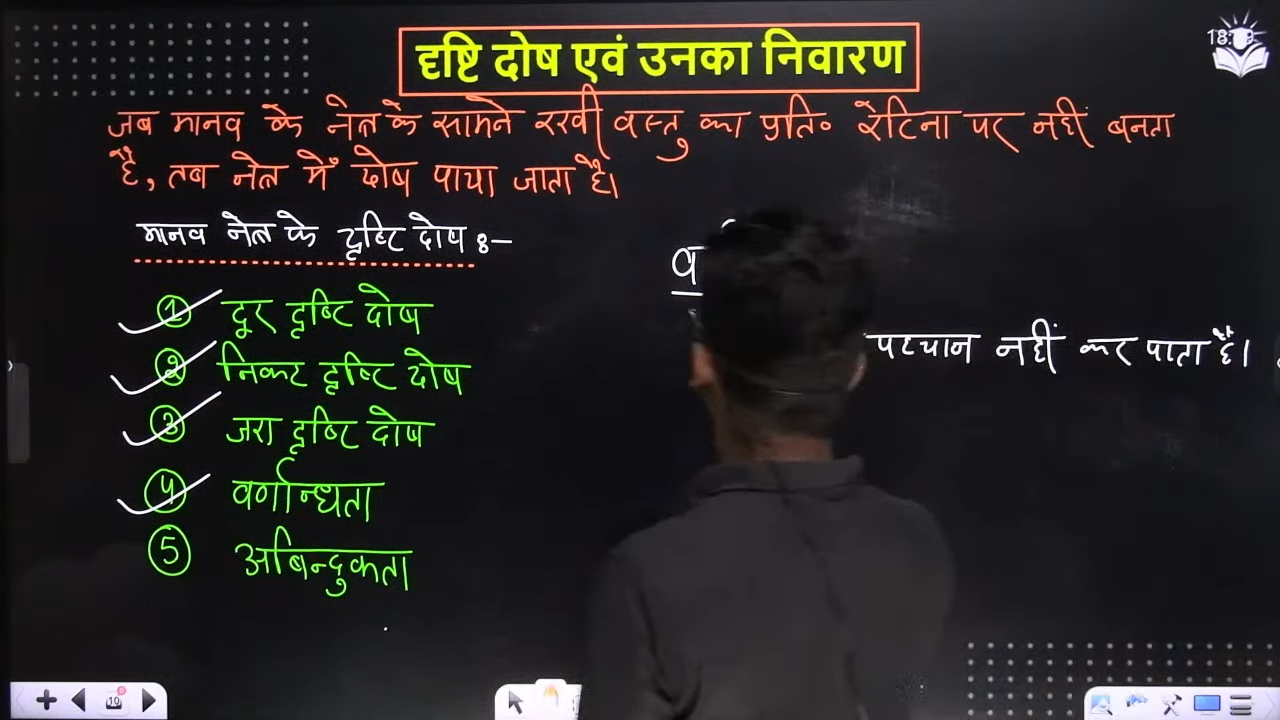 दृष्टि दोष एवं उनका निवारण
जब मानव के नेत्र के सामने रखी वस्तु का प्रति० रेटिना पर नहीं बनता
है, तब नेत्र में दोष पाया जाता है।
मानव नेत्र के दृष्टि दोष :-
① दूर दृष्टि दोष
② निकट दृष्टि दोष
③ जरा दृष्टि दोष
④ वर्णान्धता
⑤ अबिन्दुकता
पहचान नहीं कर पाता है।
10